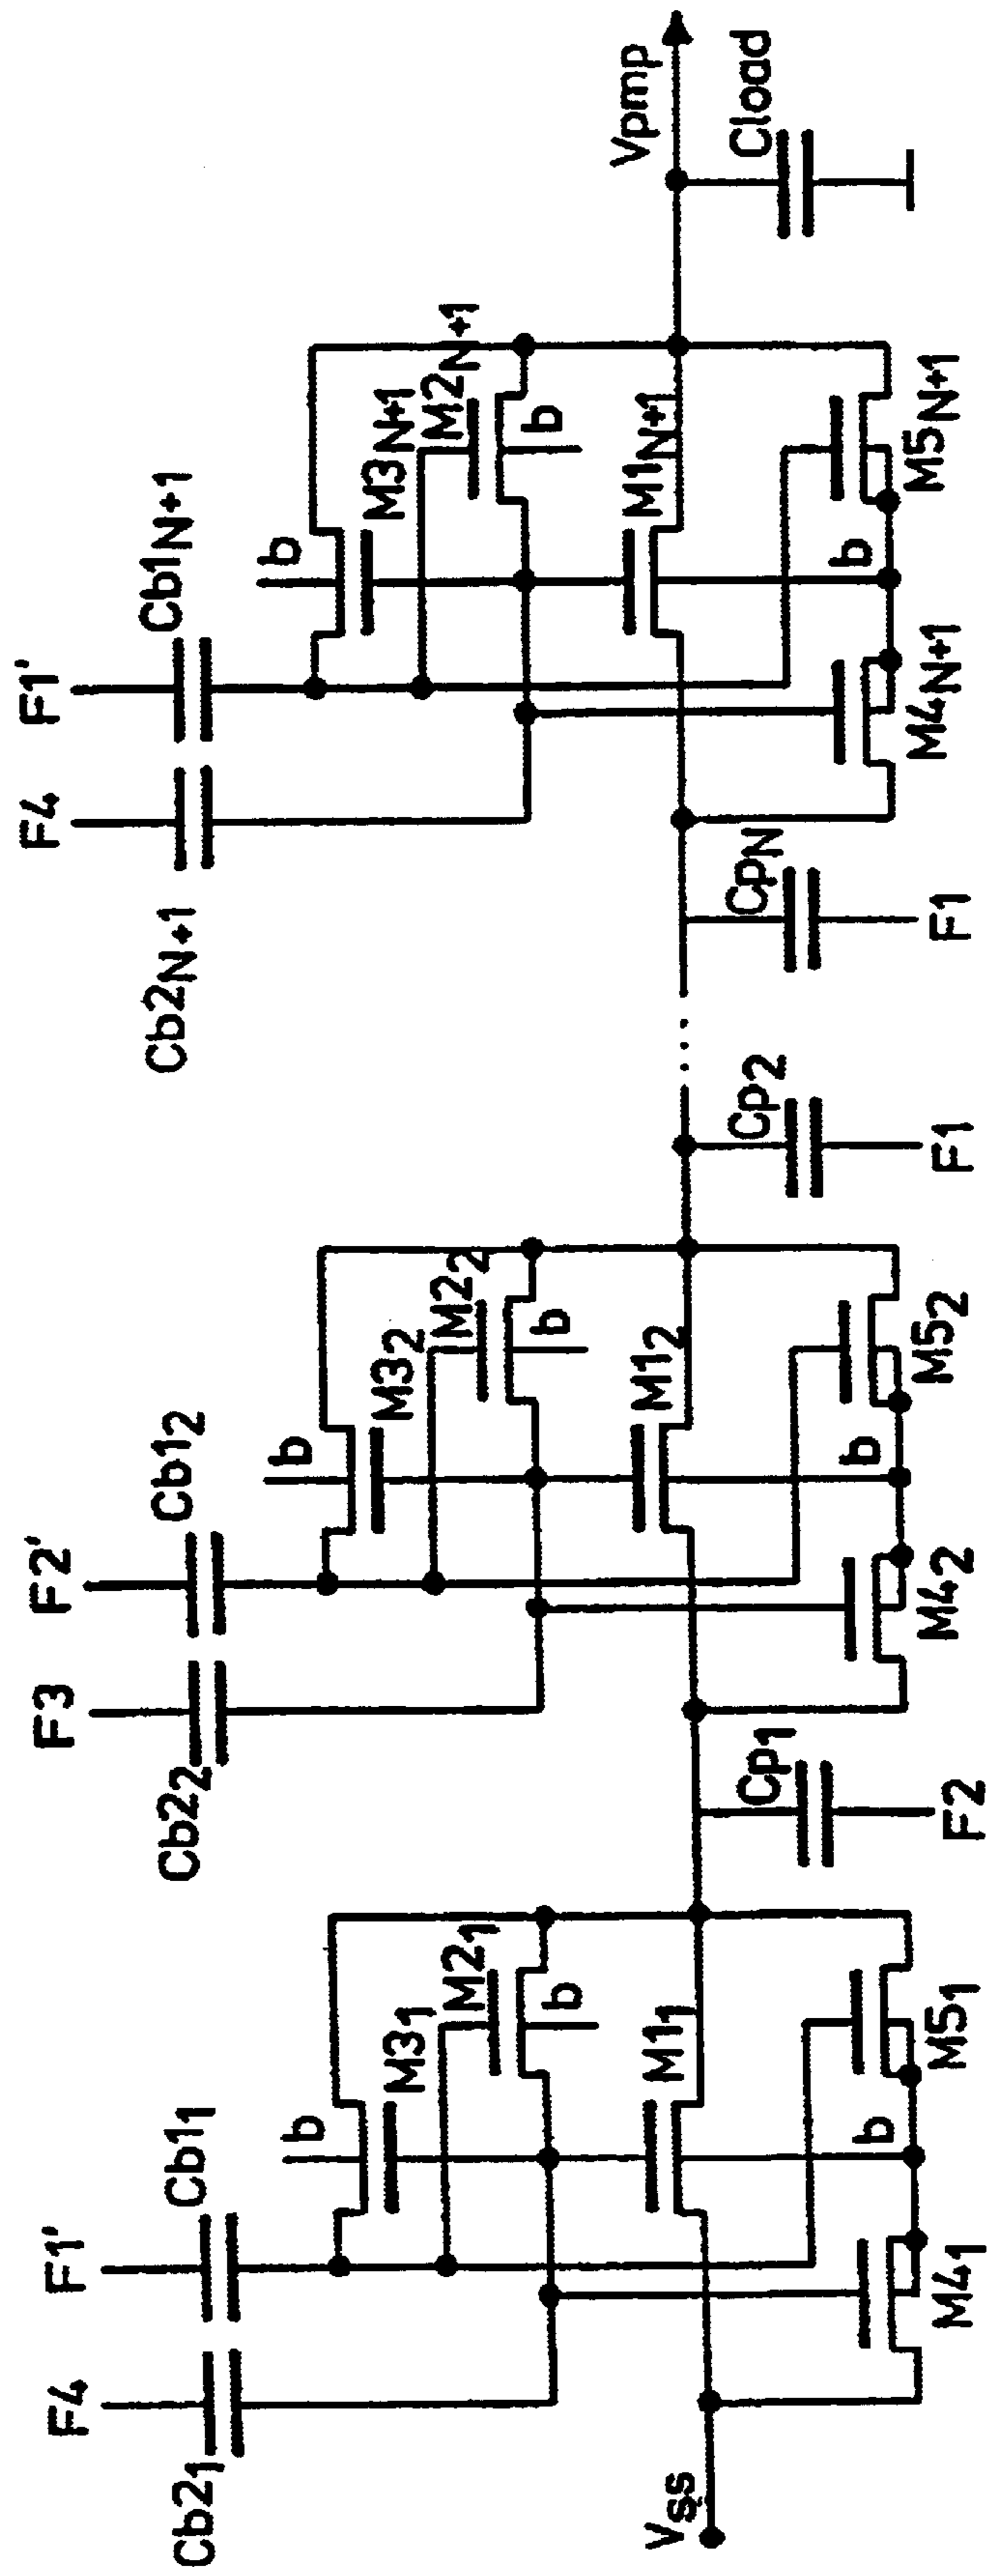 F4
F1'
F3
F2'
F4
F1'
Cb2₁
Cb1₁
Cb2₂
Cb1₂
Cb2N+1
Cb1N+1
b
M3₁
M2₁
b
b
M3₂
M2₂
b
b
M3N+1
M2N+1
b
Vss
M1₁
Cp1
M1₂
Cp2
...
CpN
M1N+1
Vpmp
Cload
b
b
b
M4₁
M5₁
F2
M4₂
M5₂
F1
F1
M4N+1
M5N+1